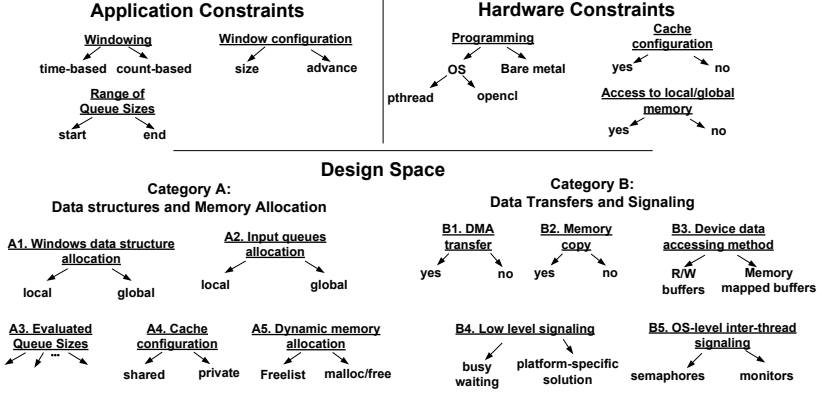 Application Constraints
Windowing
time-based count-based
Window configuration
size advance
Range of
Queue Sizes
start end
Hardware Constraints
Programming
OS Bare metal
pthread opencl
Cache
configuration
yes no
Access to local/global
memory
yes no
Design Space
Category A:
Data structures and Memory Allocation
A1. Windows data structure
allocation
local global
A2. Input queues
allocation
local global
A3. Evaluated
Queue Sizes
...
A4. Cache
configuration
shared private
A5. Dynamic memory
allocation
Freelist malloc/free
Category B:
Data Transfers and Signaling
B1. DMA
transfer
yes no
B2. Memory
copy
yes no
B3. Device data
accessing method
R/W
buffers
Memory
mapped buffers
B4. Low level signaling
busy
waiting
platform-specific
solution
B5. OS-level inter-thread
signaling
semaphores monitors